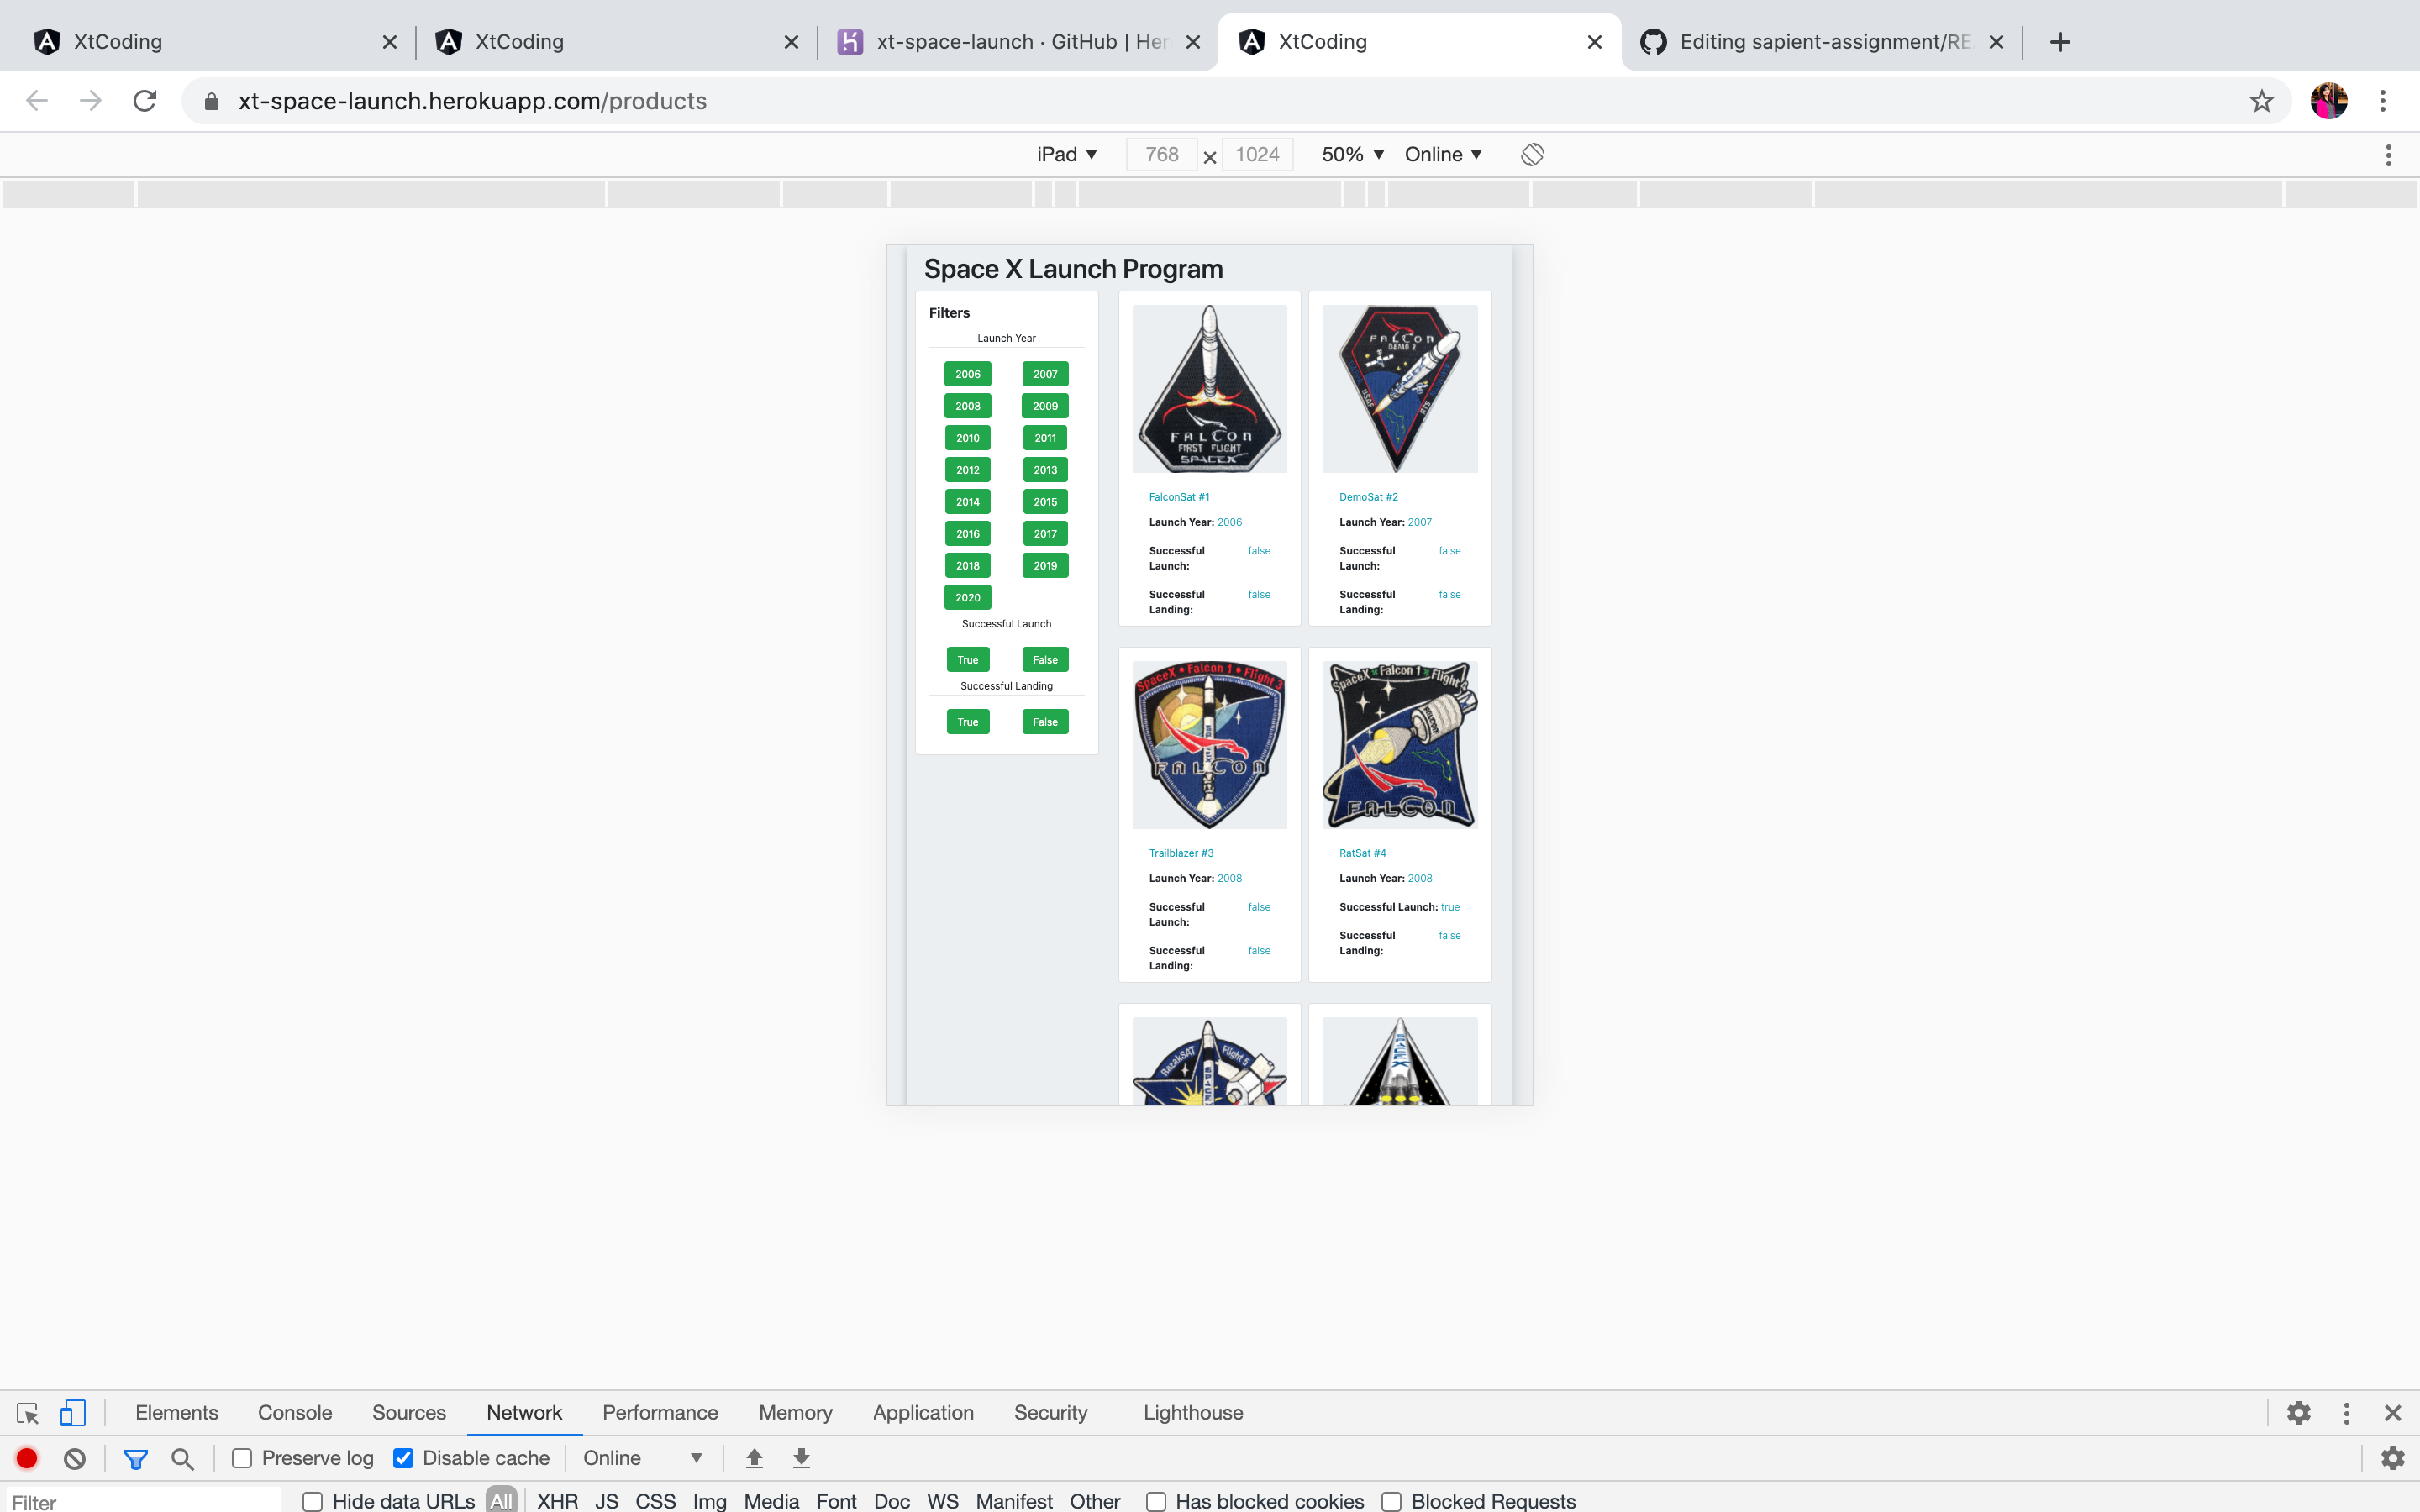 XtCoding
XtCoding
xt-space-launch · GitHub | Her
XtCoding
Editing sapient-assignment/RE
xt-space-launch.herokuapp.com/products
iPad 768 × 1024 50% Online
Space X Launch Program
Filters
Launch Year
2006 2007
2008 2009
2010 2011
2012 2013
2014 2015
2016 2017
2018 2019
2020
Successful Launch
True False
Successful Landing
True False
FALCON
FIRST FLIGHT
SPACEX
FalconSat #1
Launch Year: 2006
Successful Launch: false
Successful Landing: false
FALCON
DEMO 2
SPACEX
DemoSat #2
Launch Year: 2007
Successful Launch: false
Successful Landing: false
SpaceX • Falcon 1 • Flight 3
FALCON
Trailblazer #3
Launch Year: 2008
Successful Launch: false
Successful Landing: false
SpaceX Falcon 1 Flight 4
FALCON
RatSat #4
Launch Year: 2008
Successful Launch: true
Successful Landing: false
RazakSAT Flight 5
SPACEX
Elements Console Sources Network Performance Memory Application Security Lighthouse
Preserve log Disable cache Online
Filter Hide data URLs All XHR JS CSS Img Media Font Doc WS Manifest Other Has blocked cookies Blocked Requests